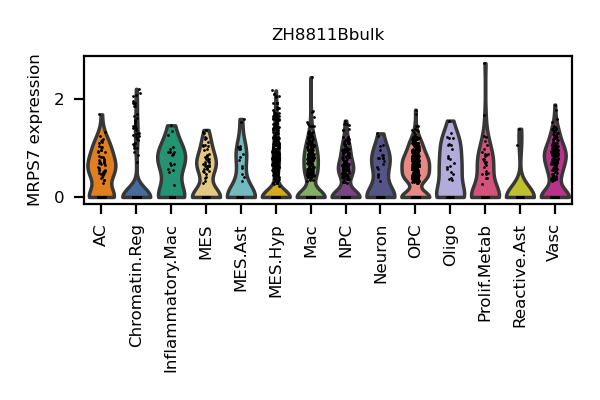 ZH8811Bbulk
MRPS7 expression
2
0
AC
Chromatin.Reg
Inflammatory.Mac
MES
MES.Ast
MES.Hyp
Mac
NPC
Neuron
OPC
Oligo
Prolif.Metab
Reactive.Ast
Vasc